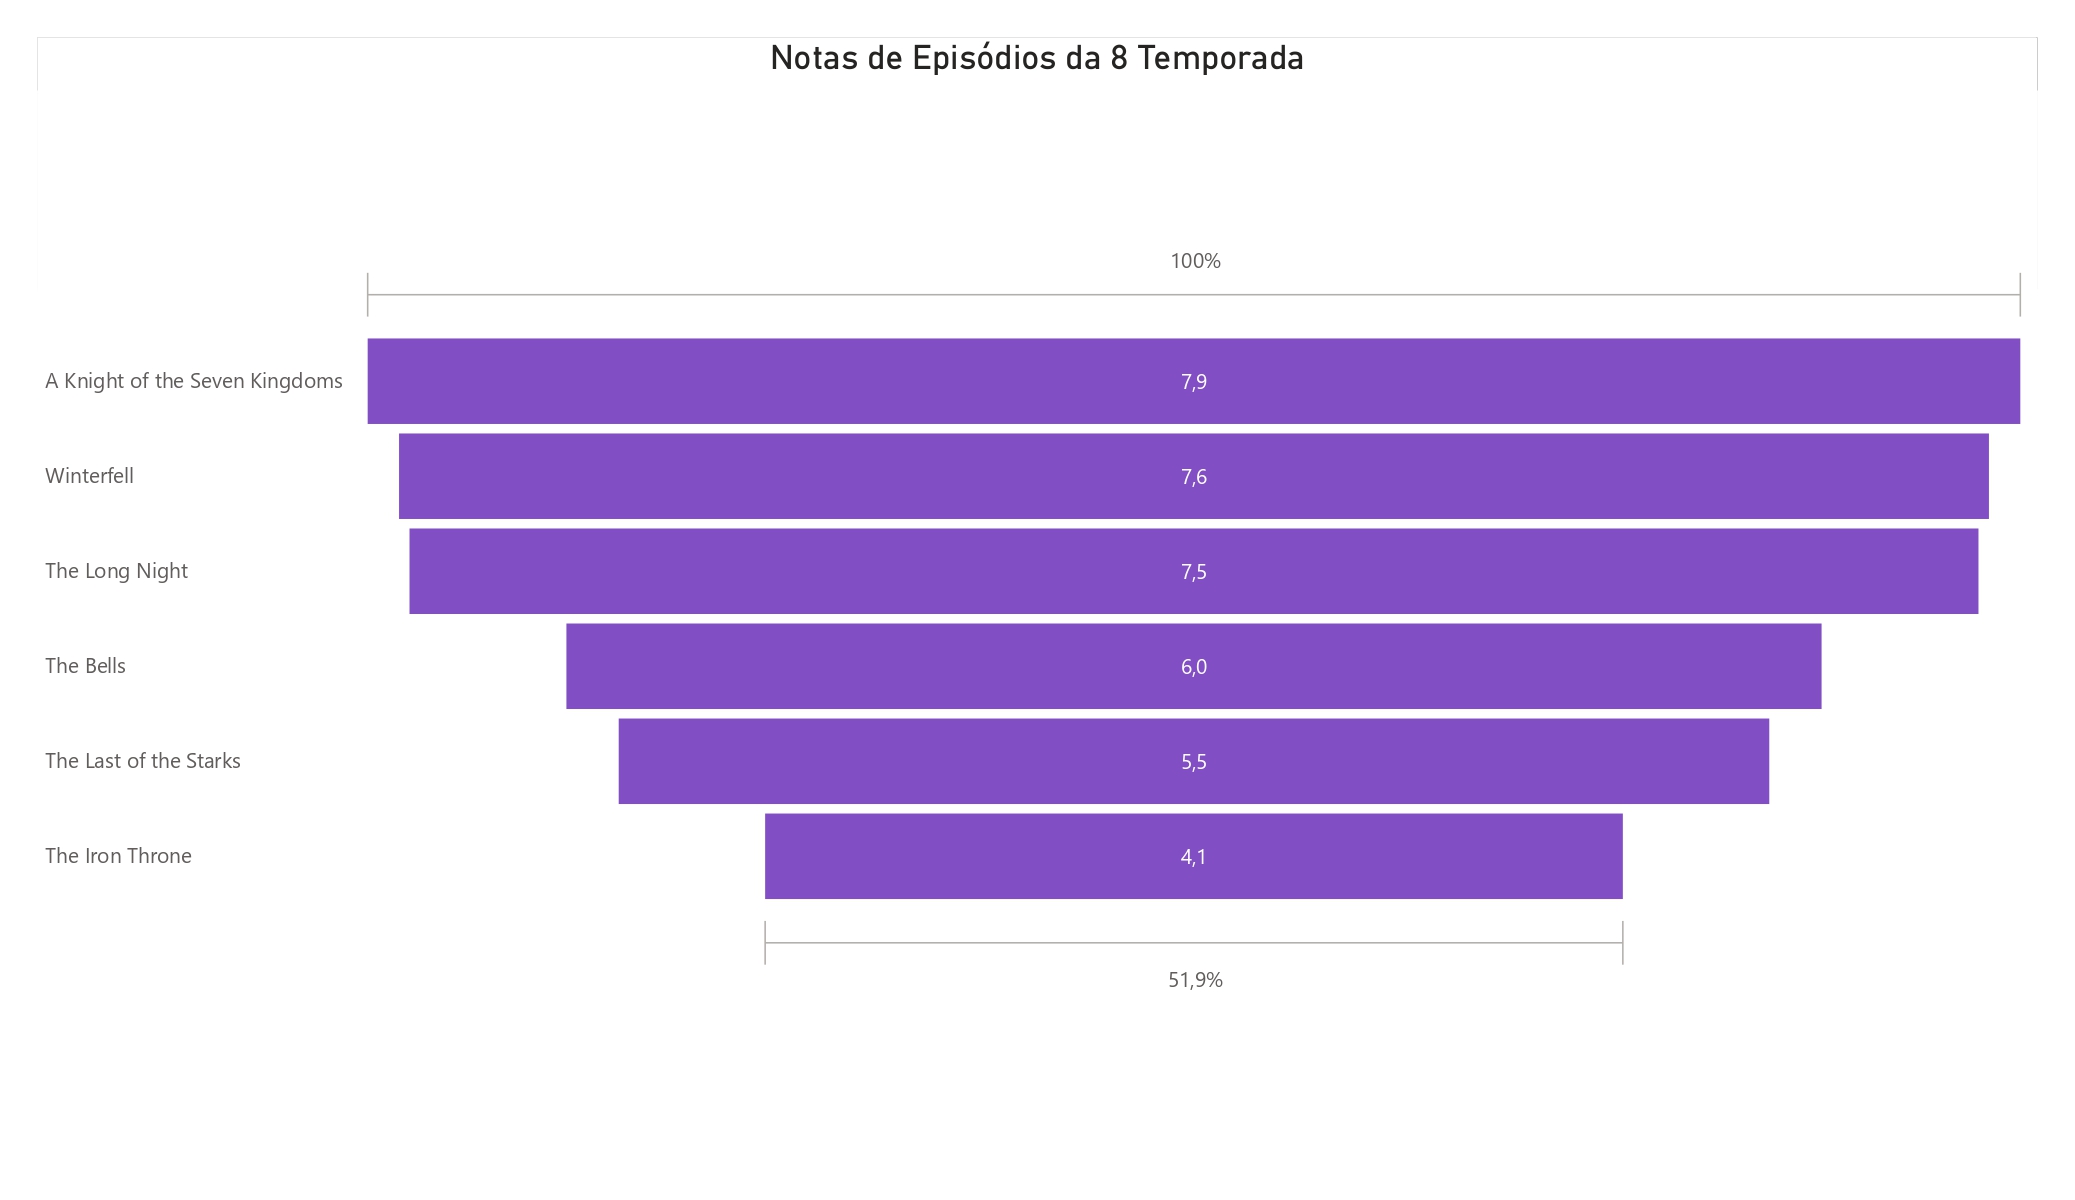 Notas de Episódios da 8 Temporada
100%
A Knight of the Seven Kingdoms 7,9
Winterfell 7,6
The Long Night 7,5
The Bells 6,0
The Last of the Starks 5,5
The Iron Throne 4,1
51,9%